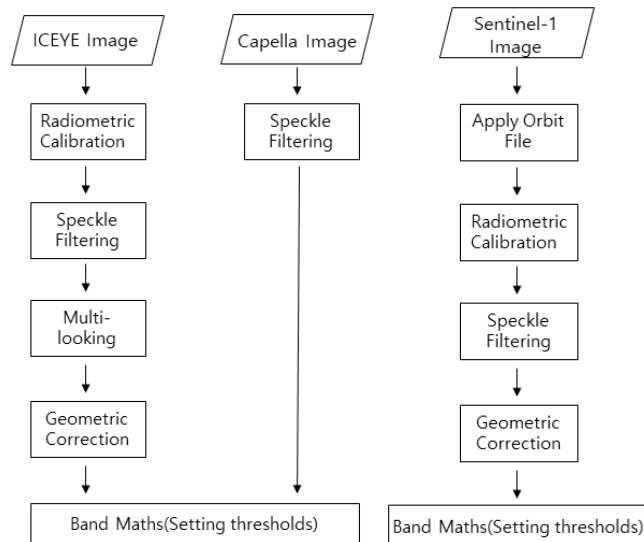 ICEYE Image
Radiometric
Calibration
Speckle
Filtering
Multi-
looking
Geometric
Correction
Capella Image
Speckle
Filtering
Band Maths(Setting thresholds)
Sentinel-1
Image
Apply Orbit
File
Radiometric
Calibration
Speckle
Filtering
Geometric
Correction
Band Maths(Setting thresholds)